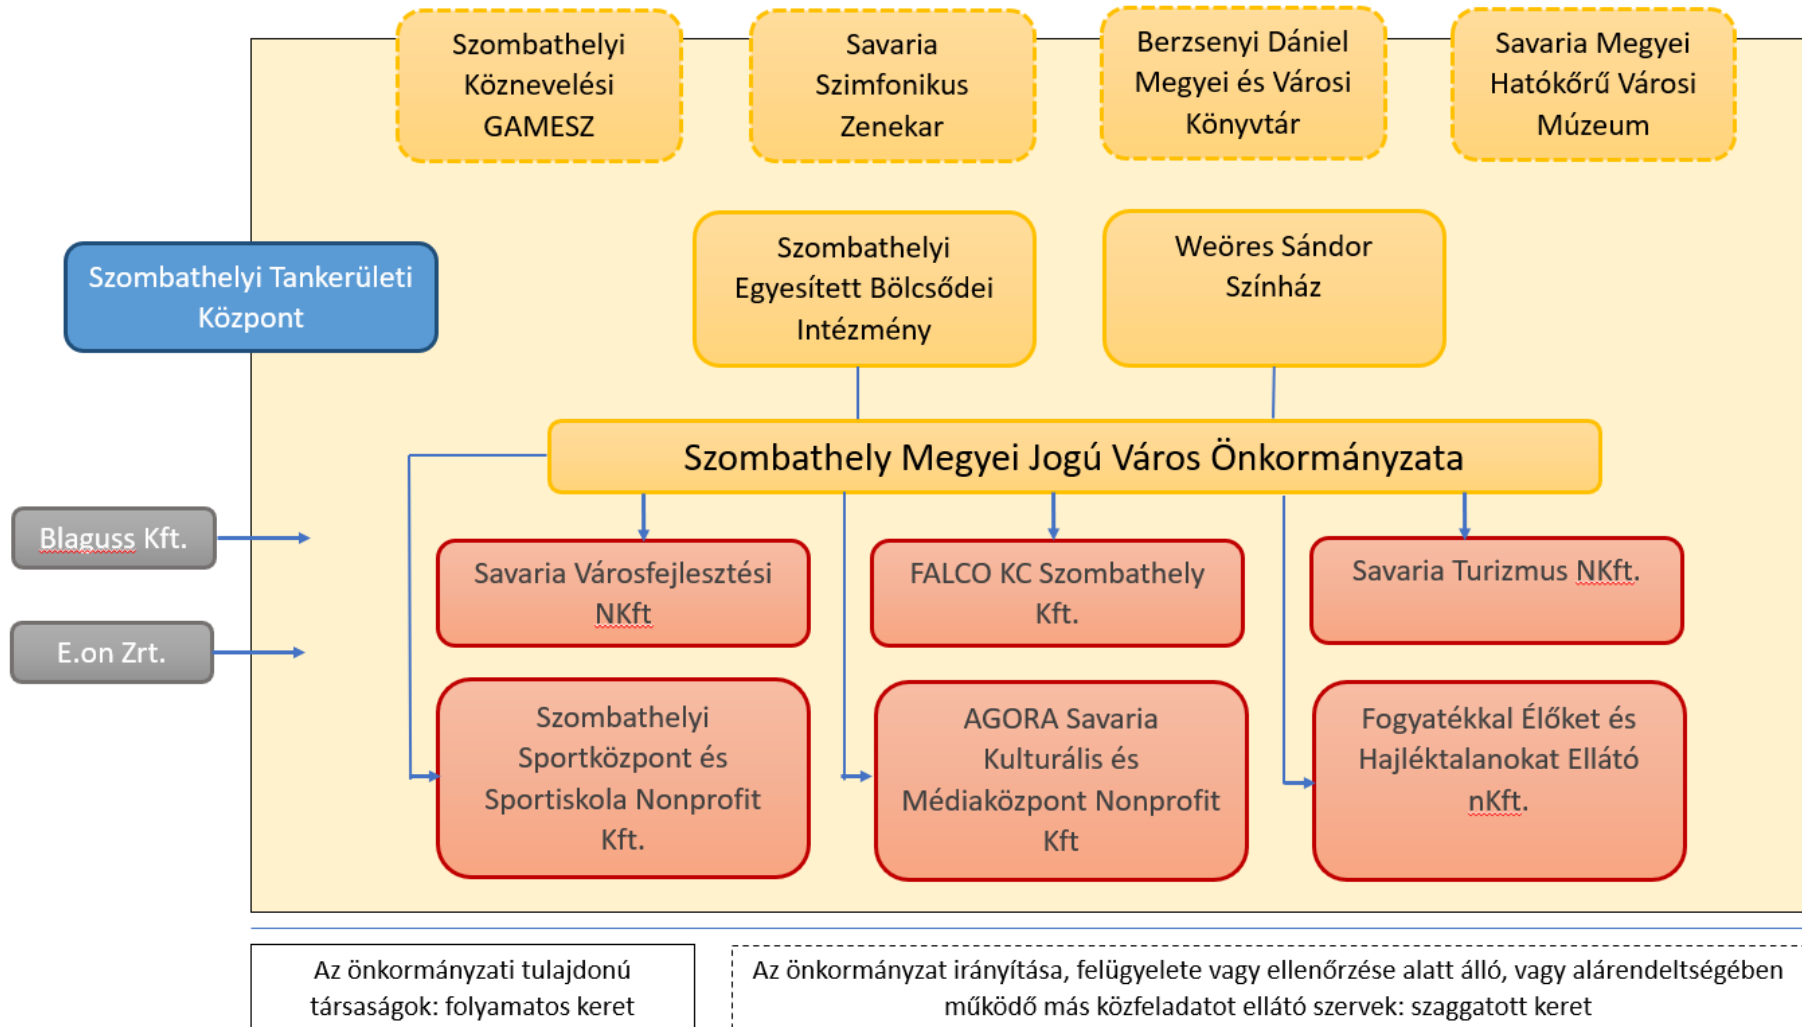 Szombathelyi
Köznevelési
GAMESZ
Savaria
Szimfonikus
Zenekar
Berzsenyi Dániel
Megyei és Városi
Könyvtár
Savaria Megyei
Hatókőrű Városi
Múzeum
Szombathelyi Tankerületi
Központ
Szombathelyi
Egyesített Bölcsődei
Intézmény
Weöres Sándor
Színház
Szombathely Megyei Jogú Város Önkormányzata
Blaguss Kft.
E.on Zrt.
Savaria Városfejlesztési
NKft
FALCO KC Szombathely
Kft.
Savaria Turizmus NKft.
Szombathelyi
Sportközpont és
Sportiskola Nonprofit
Kft.
AGORA Savaria
Kulturális és
Médiaközpont Nonprofit
Kft
Fogyatékkal Élőket és
Hajléktalanokat Ellátó
nKft.
Az önkormányzati tulajdonú
társaságok: folyamatos keret
Az önkormányzat irányítása, felügyelete vagy ellenőrzése alatt álló, vagy alárendeltségében
működő más közfeladatot ellátó szervek: szaggatott keret